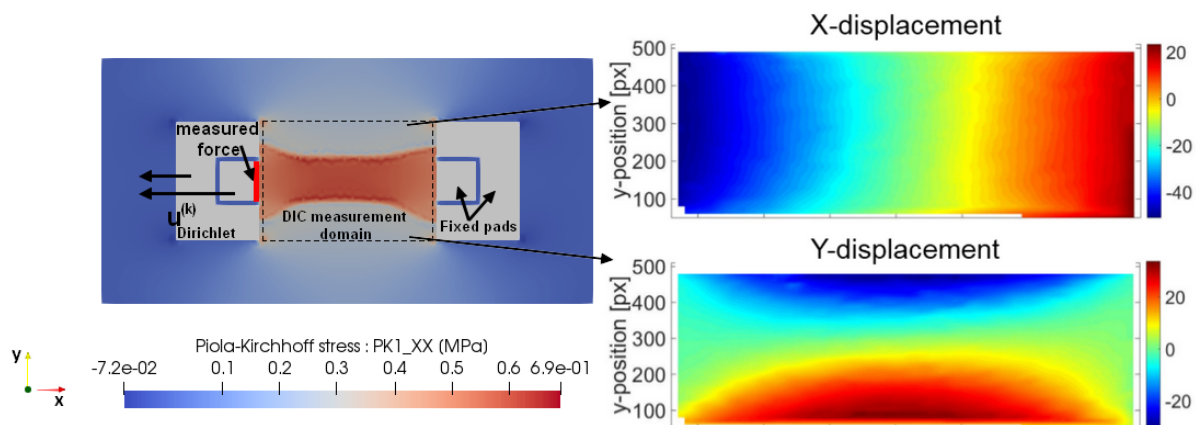 measured
force
u(k)
Dirichlet
DIC measurement
domain
Fixed pads
y
x
Piola-Kirchhoff stress : PK1_XX (MPa)
-7.2e-02 0.1 0.2 0.3 0.4 0.5 0.6 6.9e-01
X-displacement
y-position [px]
500
400
300
200
100
20
0
-20
-40
Y-displacement
y-position [px]
500
400
300
200
100
20
0
-20